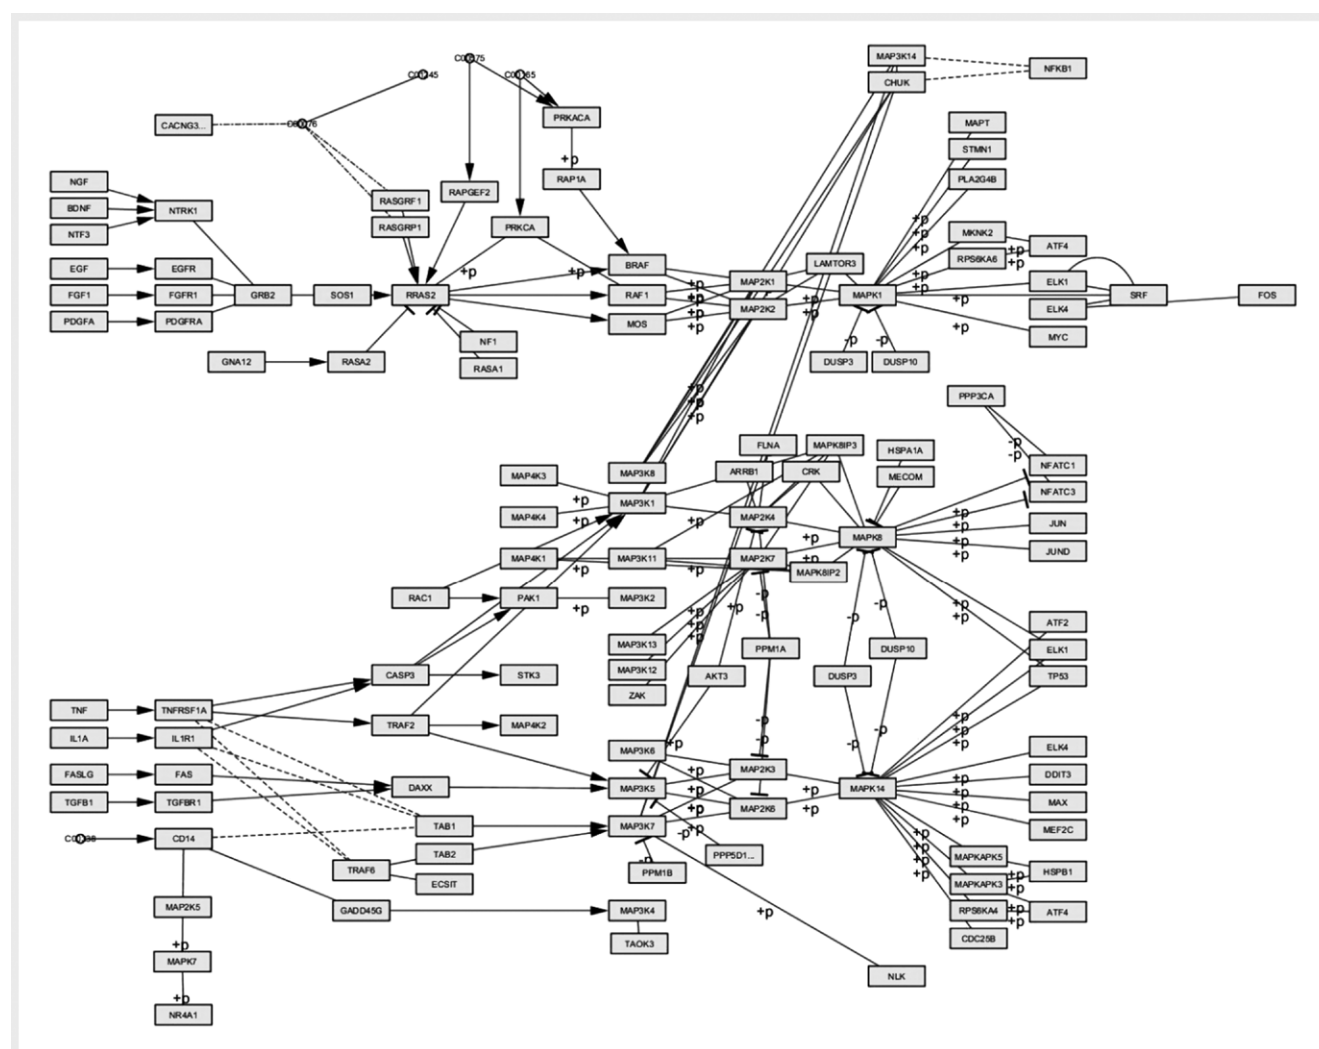 MAP3K14
CHUK
NFKB1
PRKACA
CACNG3...
MAPT
STMN1
PLA2G4B
+p
RAP1A
NGF
BDNF
NTF3
NTRK1
RASGRF1
RASGRP1
RAPGEF2
PRKCA
+p
+p
+p
MKNK2
RPS6KA6
+p
+p
ATF4
EGF
EGFR
FGF1
FGFR1
PDGFA
PDGFRA
GRB2
SOS1
RRAS2
+p
+p
BRAF
RAF1
MOS
+p
+p
+p
+p
MAP2K1
MAP2K2
LAMTOR3
+p
+p
MAPK1
+p
+p
+p
+p
ELK1
ELK4
MYC
SRF
FOS
GNA12
RASA2
NF1
RASA1
-p
-p
DUSP3
DUSP10
+p
+p
+p
PPP3CA
-p
-p
NFATC1
NFATC3
JUN
JUND
FLNA
MAPK8IP3
ARRB1
CRK
HSPA1A
MECOM
MAP4K3
MAP4K4
MAP4K1
PAK1
RAC1
+p
+p
+p
+p
MAP3K8
MAP3K1
MAP3K11
MAP3K2
+p
+p
MAP2K4
MAP2K7
MAPK8IP2
+p
+p
MAPK8
+p
+p
+p
+p
-p
-p
+p
+p
+p
+p
MAP3K13
MAP3K12
ZAK
AKT3
PPM1A
-p
-p
DUSP3
DUSP10
+p
+p
ATF2
ELK1
TP53
CASP3
STK3
TRAF2
MAP4K2
TNF
TNFRSF1A
IL1A
IL1R1
FASLG
FAS
TGFB1
TGFBR1
DAXX
CD14
TAB1
TAB2
TRAF6
ECSIT
MAP3K6
MAP3K5
MAP3K7
+p
+p
+p
+p
-p
-p
-p
MAP2K3
MAP2K6
+p
+p
-p
-p
MAPK14
+p
+p
+p
ELK4
DDIT3
MAX
MEF2C
+p
+p
+p
+p
-p
PPM1B
PPP5D1...
+p
+p
+p
+p
MAPKAPK5
MAPKAPK3
RPS6KA4
CDC25B
+p
+p
+p
HSPB1
ATF4
MAP2K5
GADD45G
MAP3K4
TAOK3
+p
NLK
+p
MAPK7
+p
NR4A1